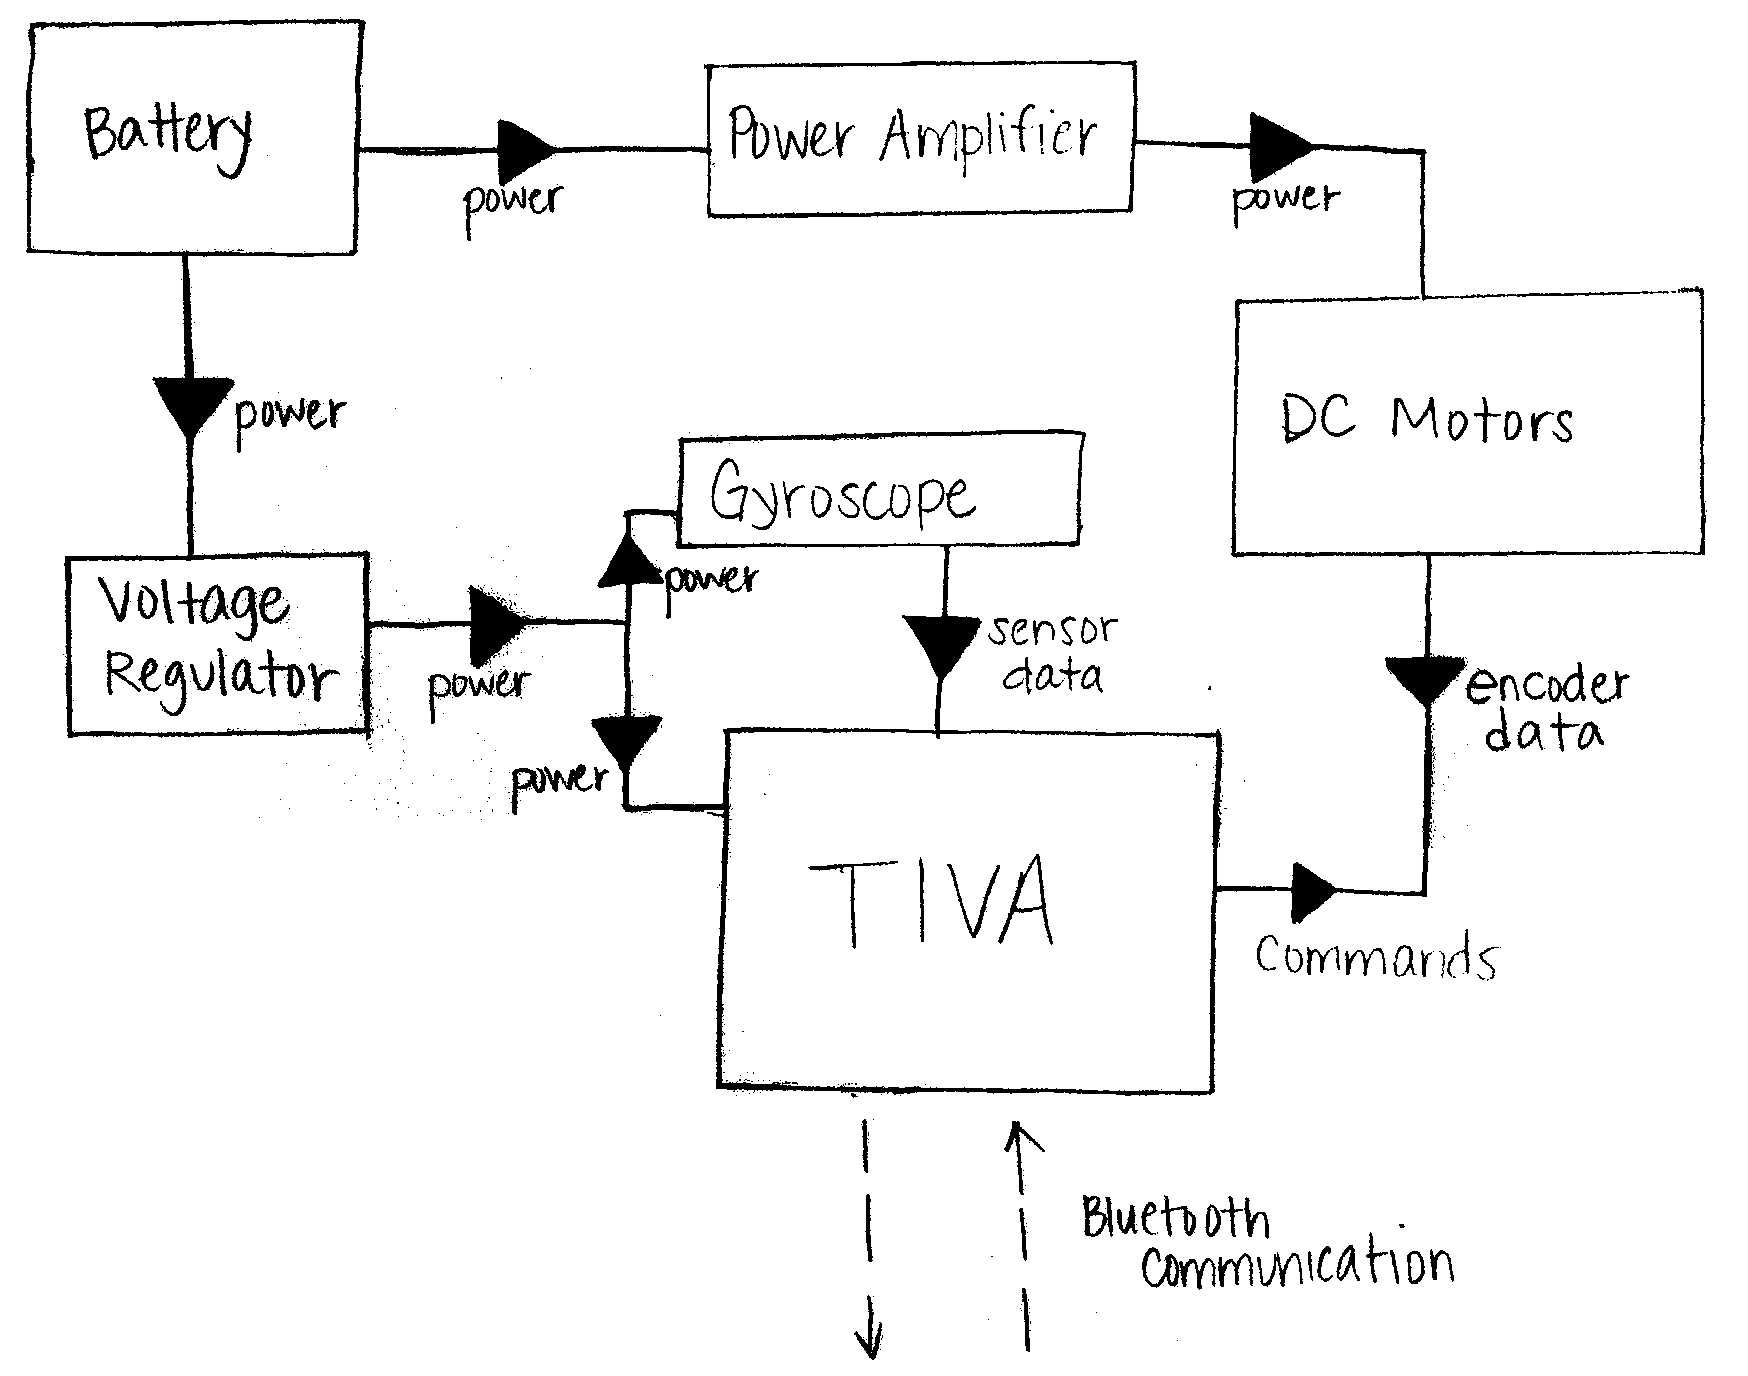 Battery
Power Amplifier
power
power
DC Motors
power
Gyroscope
power
Voltage
Regulator
power
sensor
data
encoder
data
power
TIVA
Commands
Bluetooth
communication